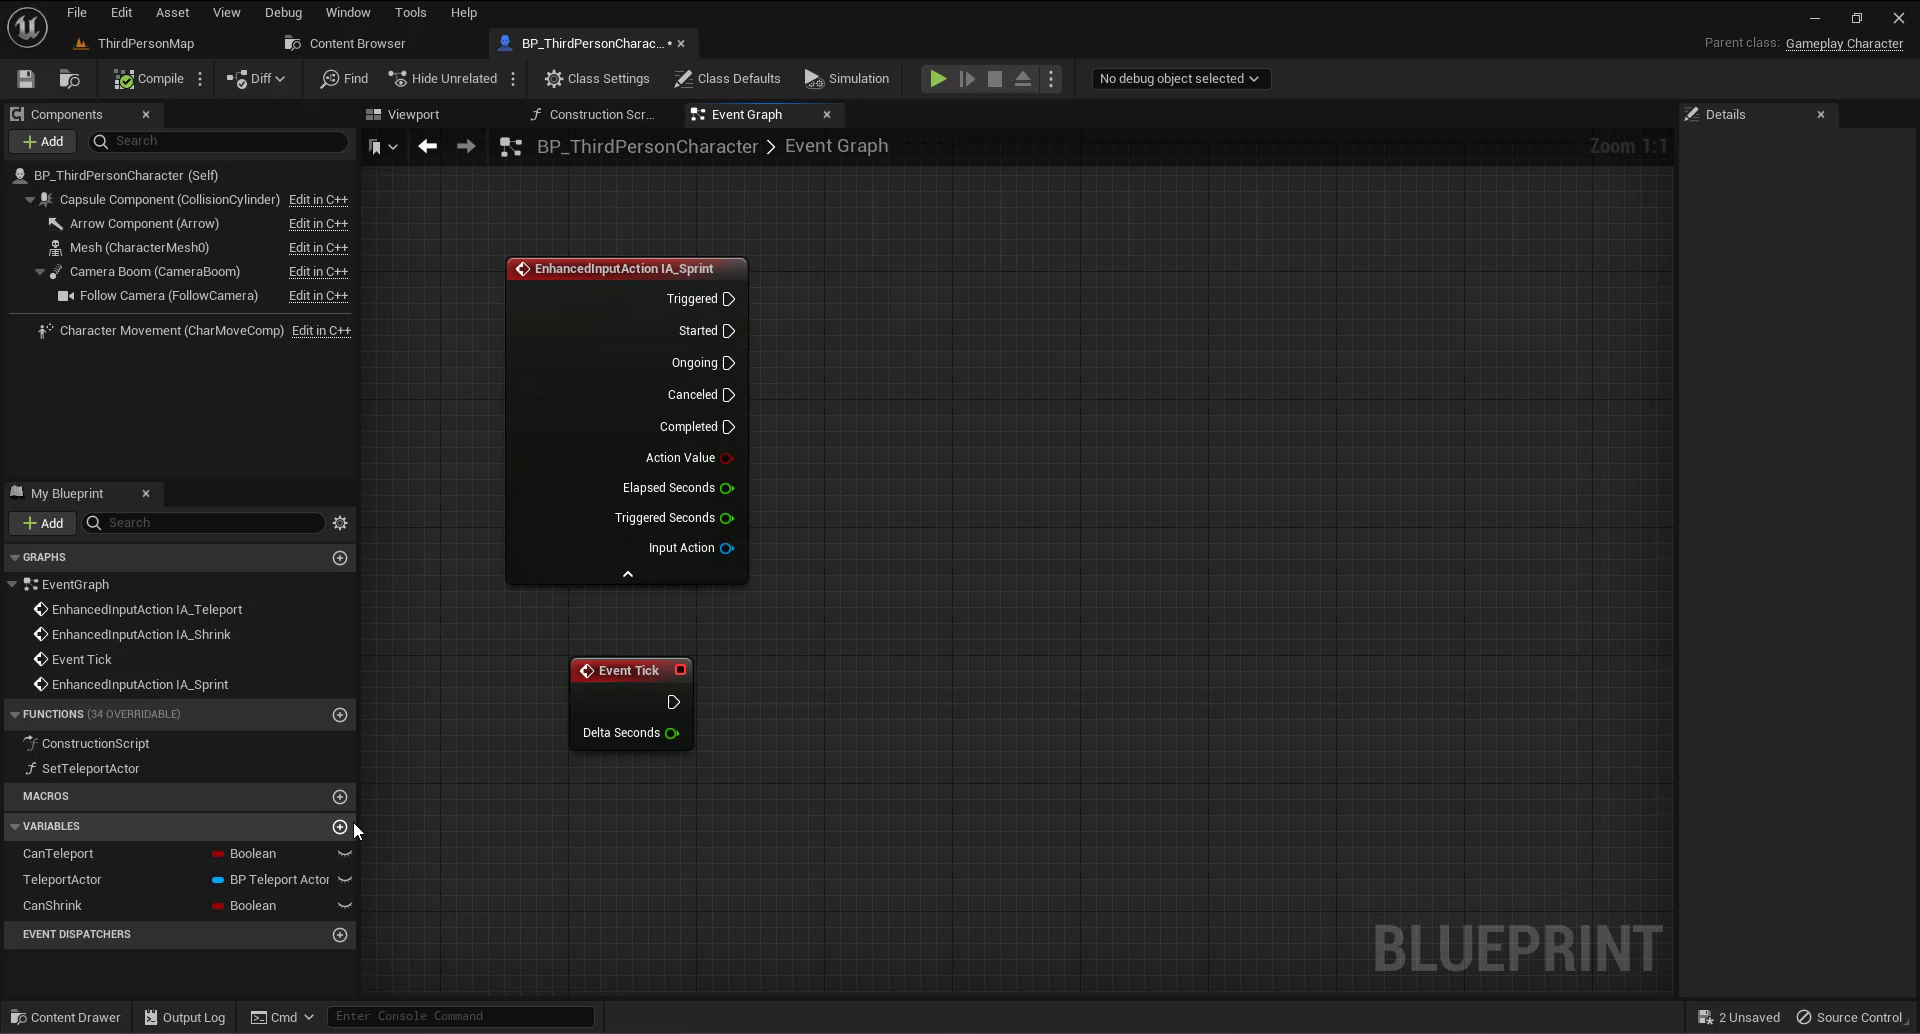 File Edit Asset View Debug Window Tools Help
ThirdPersonMap
Content Browser
BP_ThirdPersonCharac...•
Parent class: Gameplay Character
Compile
Diff
Find
Hide Unrelated
Class Settings
Class Defaults
Simulation
No debug object selected
Components
Add
Search
BP_ThirdPersonCharacter (Self)
Capsule Component (CollisionCylinder) Edit in C++
Arrow Component (Arrow) Edit in C++
Mesh (CharacterMesh0) Edit in C++
Camera Boom (CameraBoom) Edit in C++
Follow Camera (FollowCamera) Edit in C++
Character Movement (CharMoveComp) Edit in C++
My Blueprint
Add
Search
GRAPHS
EventGraph
EnhancedInputAction IA_Teleport
EnhancedInputAction IA_Shrink
Event Tick
EnhancedInputAction IA_Sprint
FUNCTIONS (34 OVERRIDABLE)
ConstructionScript
SetTeleportActor
MACROS
VARIABLES
CanTeleport Boolean
TeleportActor BP Teleport Actor
CanShrink Boolean
EVENT DISPATCHERS
Viewport
Construction Scr...
Event Graph
BP_ThirdPersonCharacter > Event Graph
Zoom 1:1
EnhancedInputAction IA_Sprint
Triggered
Started
Ongoing
Canceled
Completed
Action Value
Elapsed Seconds
Triggered Seconds
Input Action
Event Tick
Delta Seconds
BLUEPRINT
Details
Content Drawer
Output Log
Cmd
Enter Console Command
2 Unsaved
Source Control